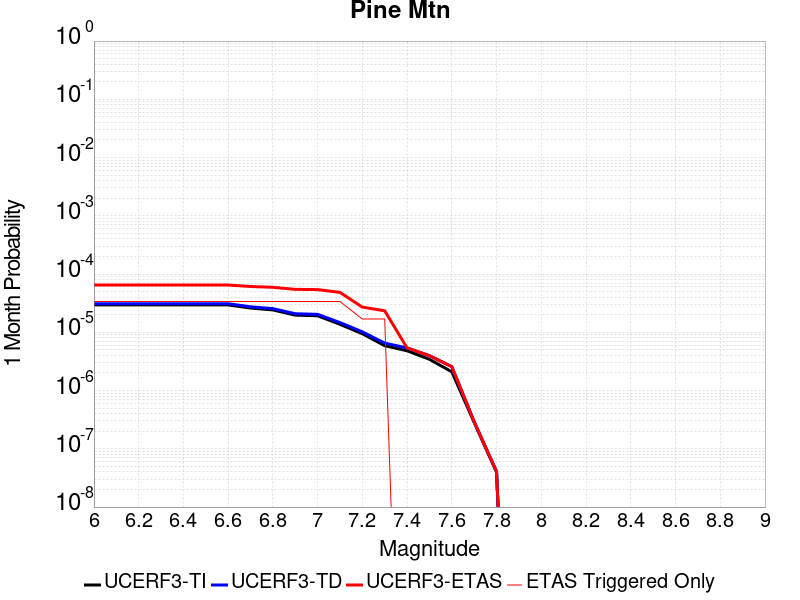 Pine Mtn
10^0
10^-1
10^-2
10^-3
10^-4
10^-5
10^-6
10^-7
10^-8
1 Month Probability
6 6.2 6.4 6.6 6.8 7 7.2 7.4 7.6 7.8 8 8.2 8.4 8.6 8.8 9
Magnitude
UCERF3-TI UCERF3-TD UCERF3-ETAS ETAS Triggered Only